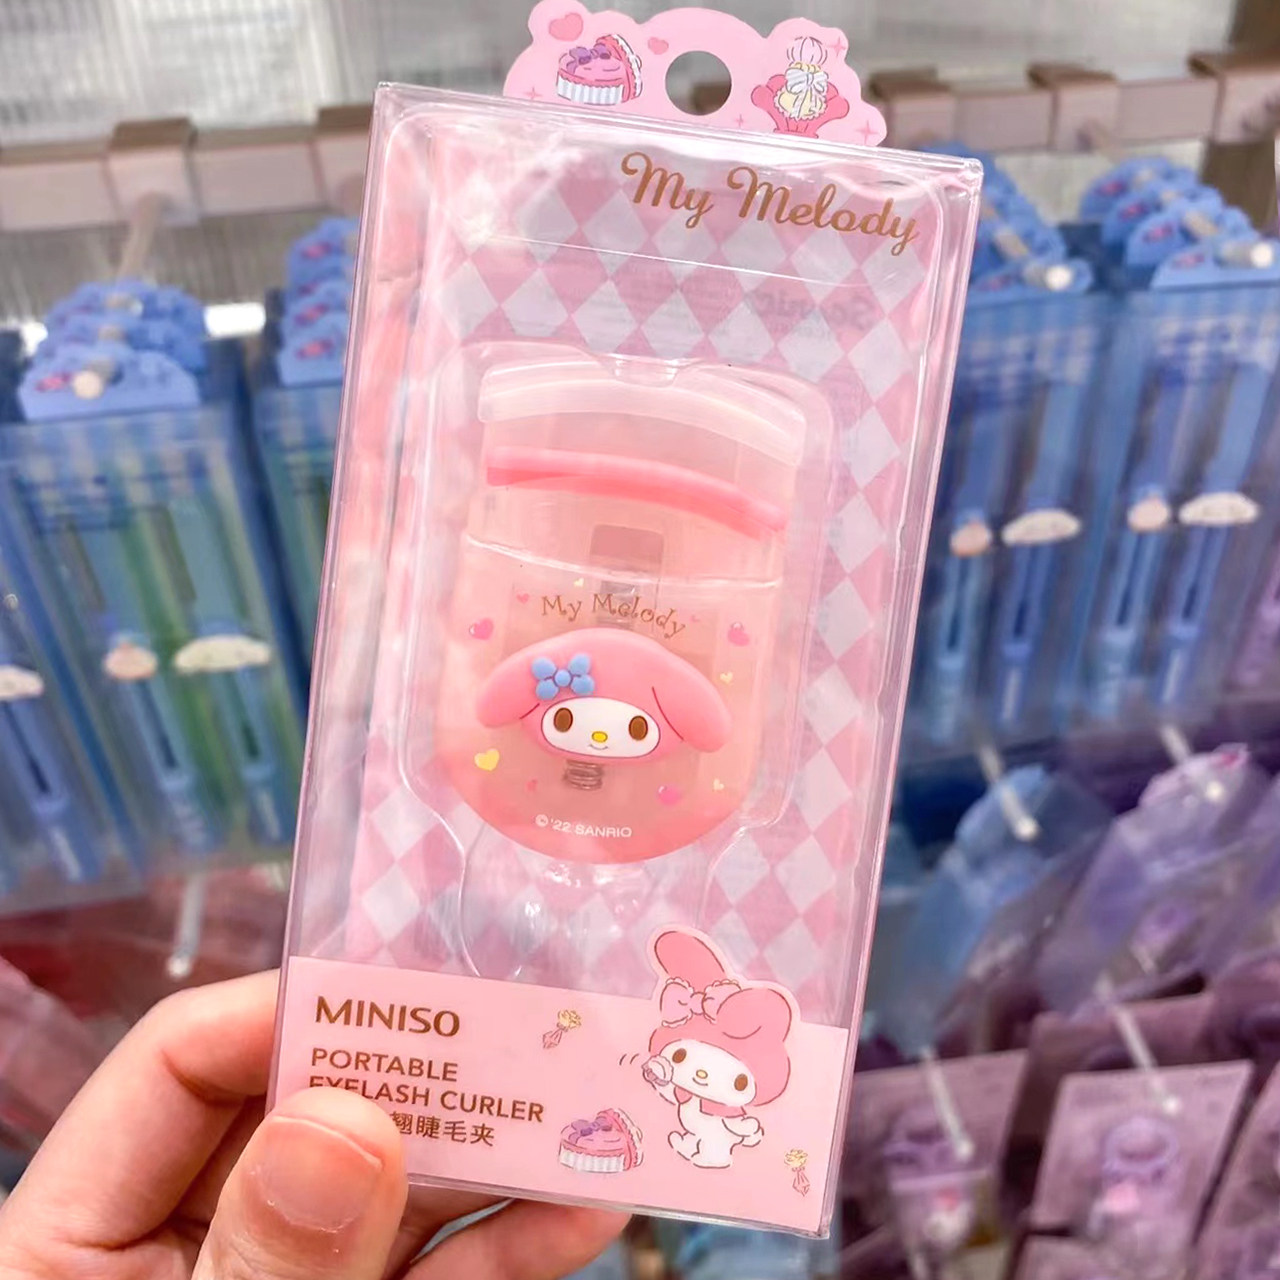 My Melody
My Melody
© '22 SANRIO
MINISO
PORTABLE
EYELASH CURLER
翘睫毛夹